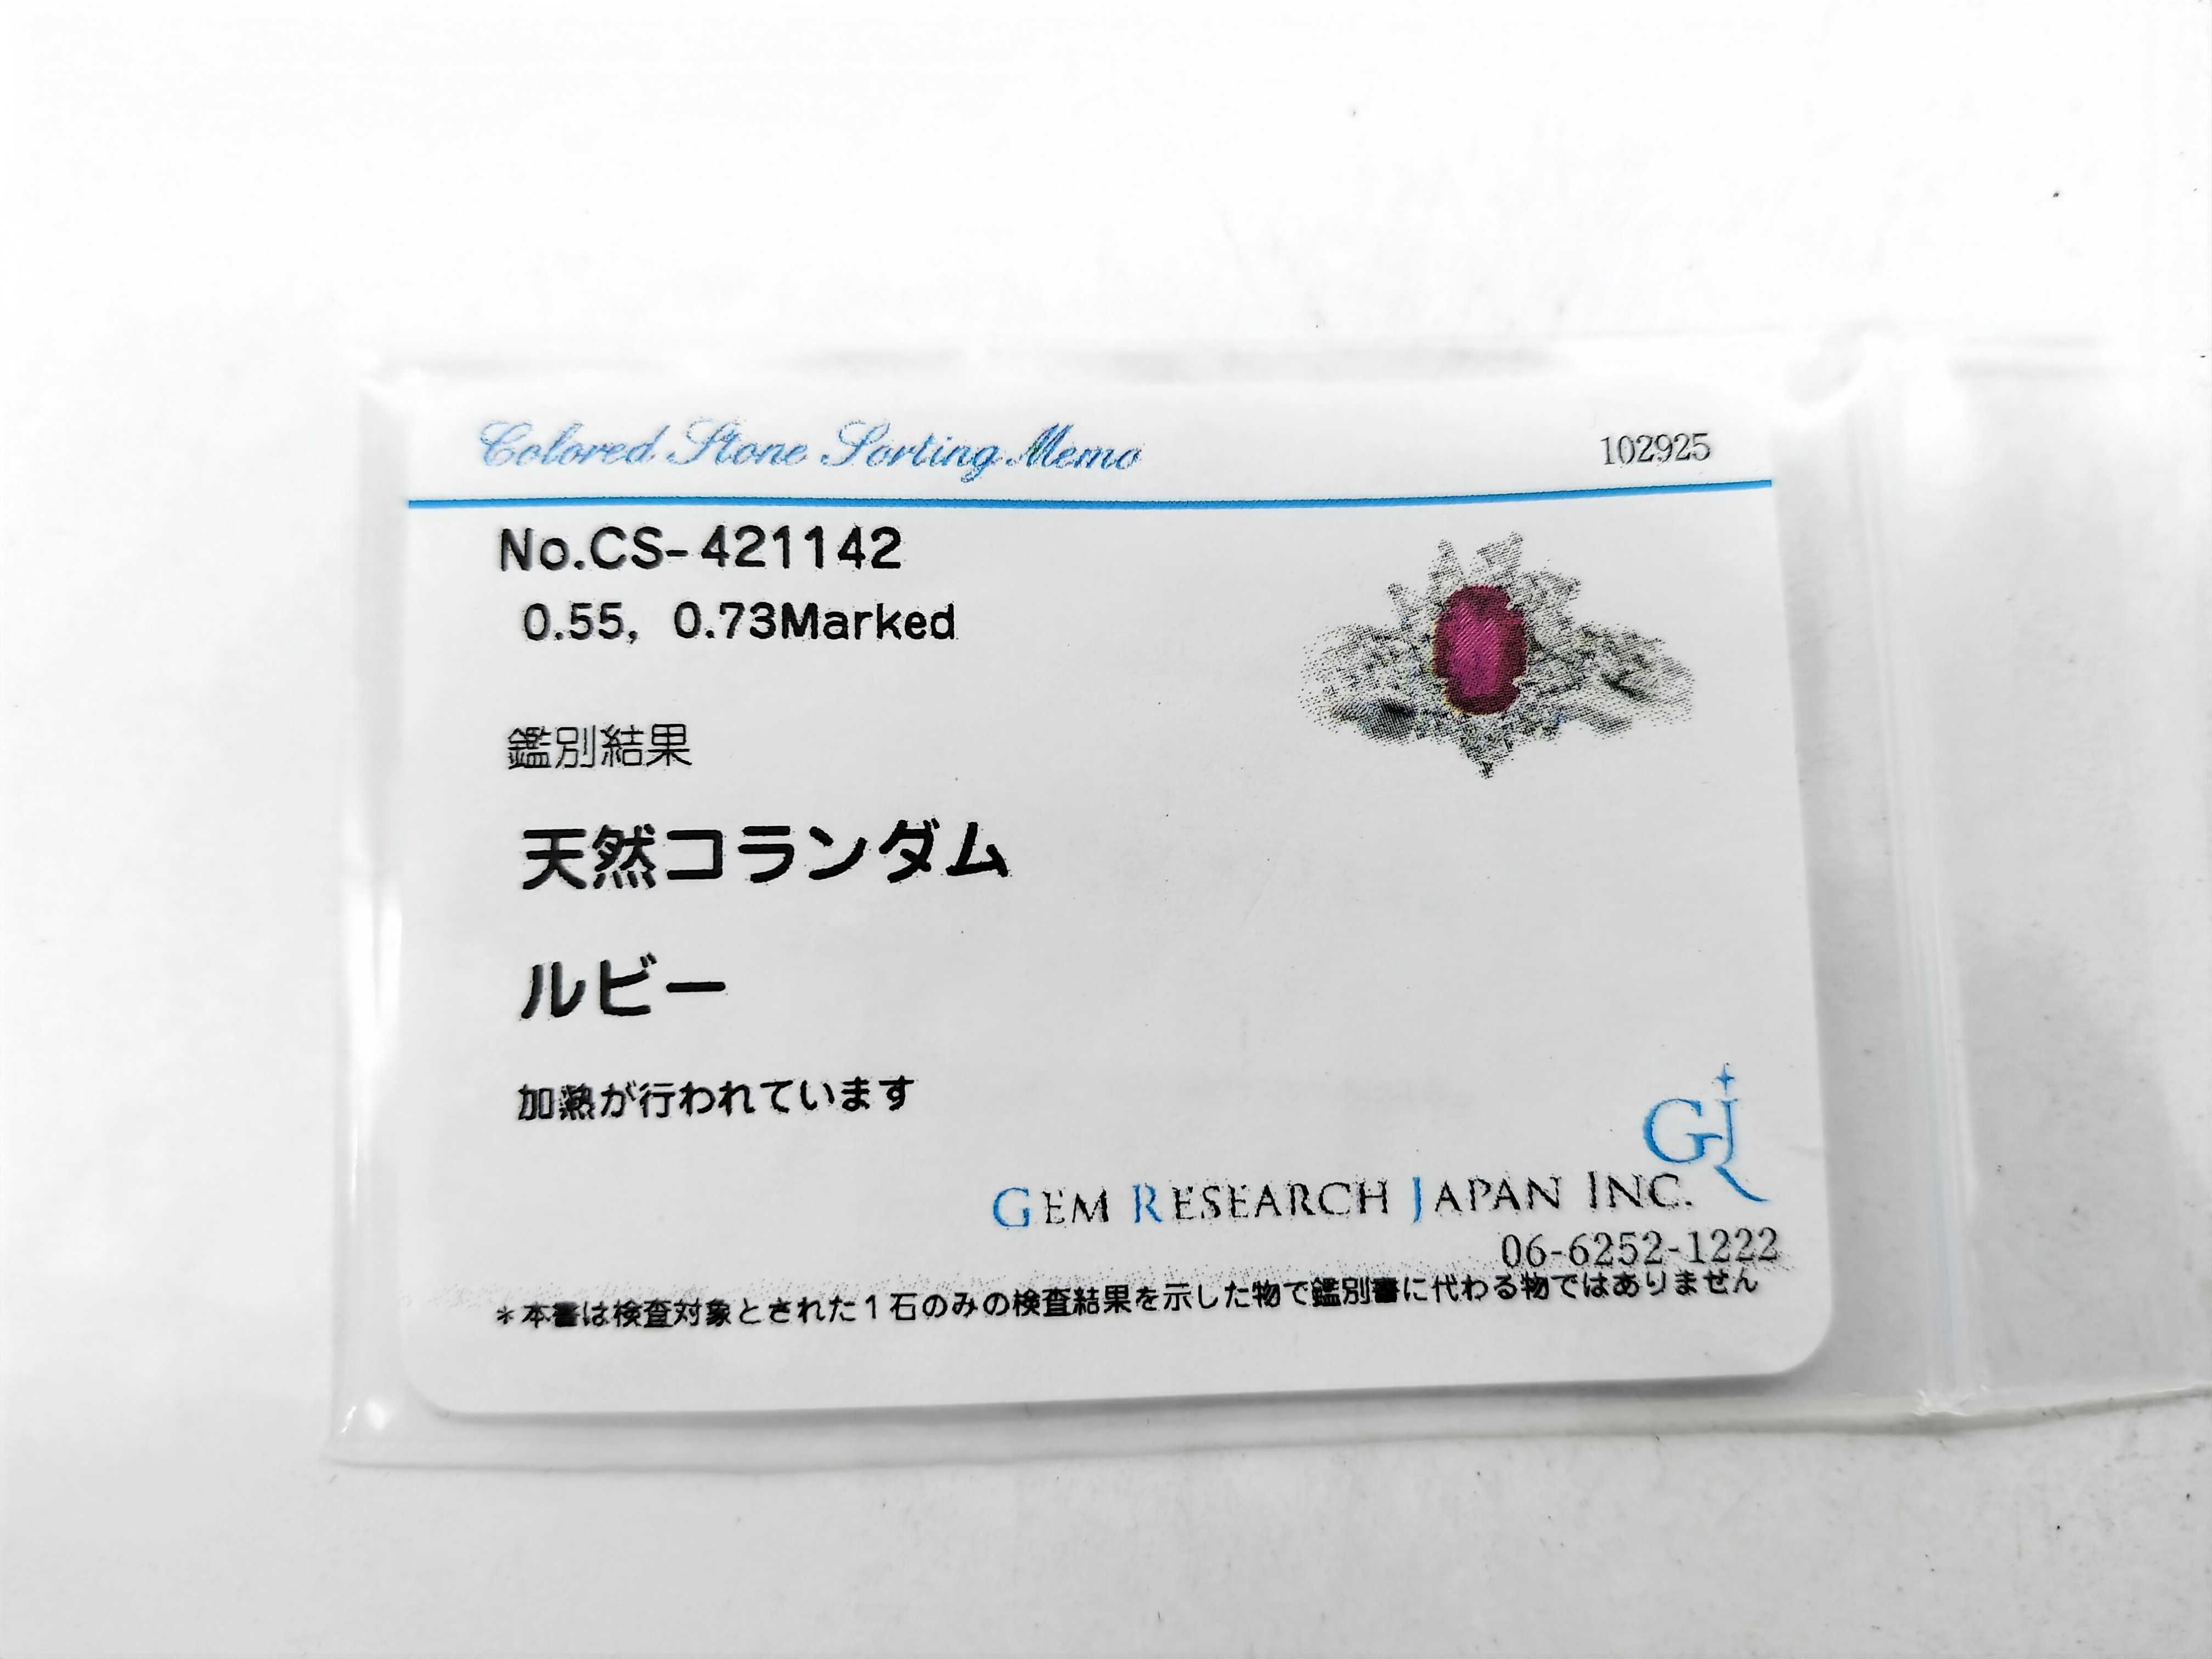 Colored Stone Sorting Memo 102925
No.CS-421142
0.55, 0.73Marked
鑑別結果
天然コランダム
ルビー
加熱が行われています
GJR
GEM RESEARCH JAPAN INC.
06-6252-1222
*本書は検査対象とされた1石のみの検査結果を示した物で鑑別書に代わる物ではありません